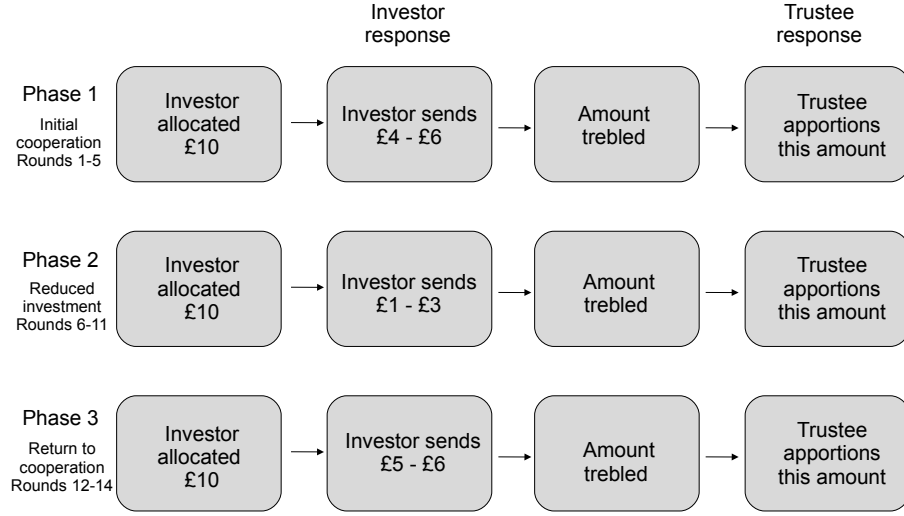 Investor
response
Trustee
response
Phase 1
Initial
cooperation
Rounds 1-5
Investor
allocated
£10
Investor sends
£4 - £6
Amount
trebled
Trustee
apportions
this amount
Phase 2
Reduced
investment
Rounds 6-11
Investor
allocated
£10
Investor sends
£1 - £3
Amount
trebled
Trustee
apportions
this amount
Phase 3
Return to
cooperation
Rounds 12-14
Investor
allocated
£10
Investor sends
£5 - £6
Amount
trebled
Trustee
apportions
this amount